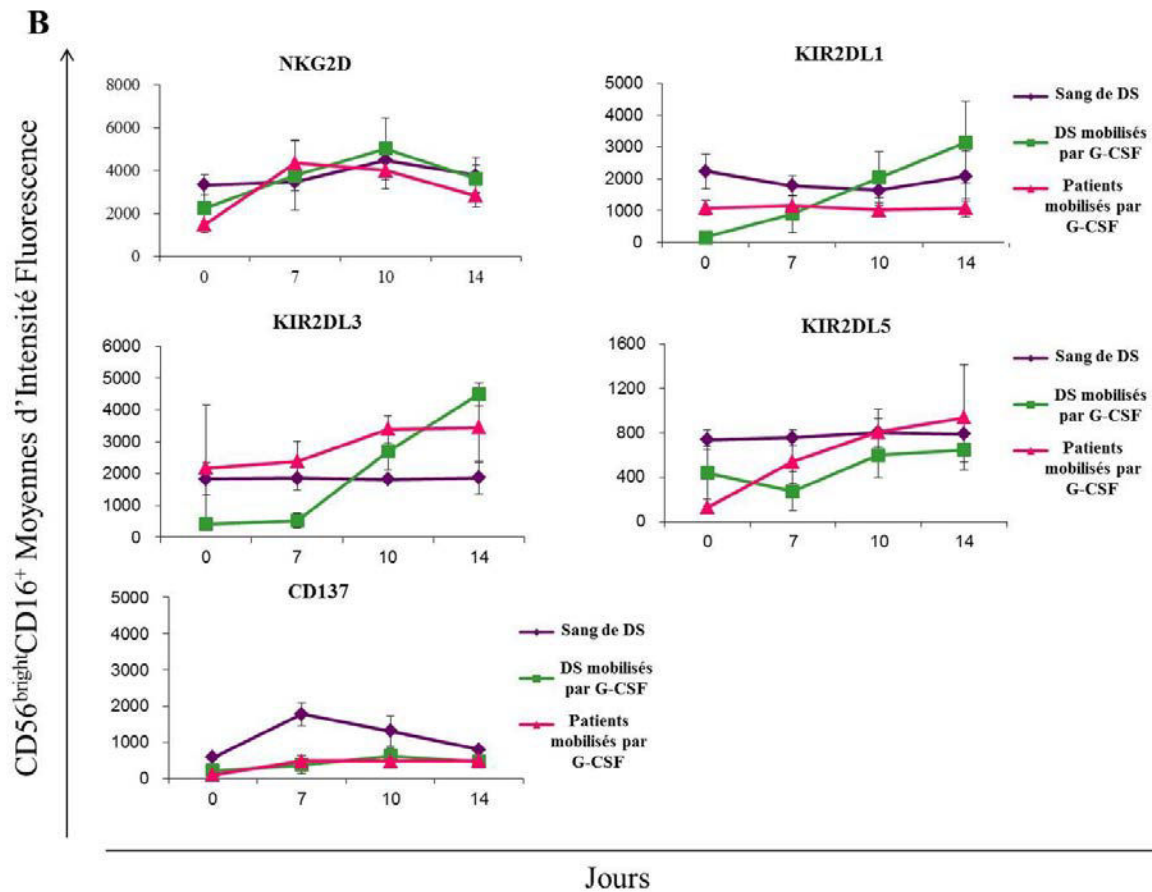 B
CD56brightCD16+ Moyennes d'Intensité Fluorescence
NKG2D
8000
6000
4000
2000
0
0 7 10 14
KIR2DL1
5000
4000
3000
2000
1000
0
0 7 10 14
Sang de DS
DS mobilisés
par G-CSF
Patients
mobilisés par
G-CSF
KIR2DL3
6000
5000
4000
3000
2000
1000
0
0 7 10 14
KIR2DL5
1600
1200
800
400
0
0 7 10 14
Sang de DS
DS mobilisés
par G-CSF
Patients
mobilisés par
G-CSF
CD137
5000
4000
3000
2000
1000
0
0 7 10 14
Sang de DS
DS mobilisés
par G-CSF
Patients
mobilisés par
G-CSF
Jours